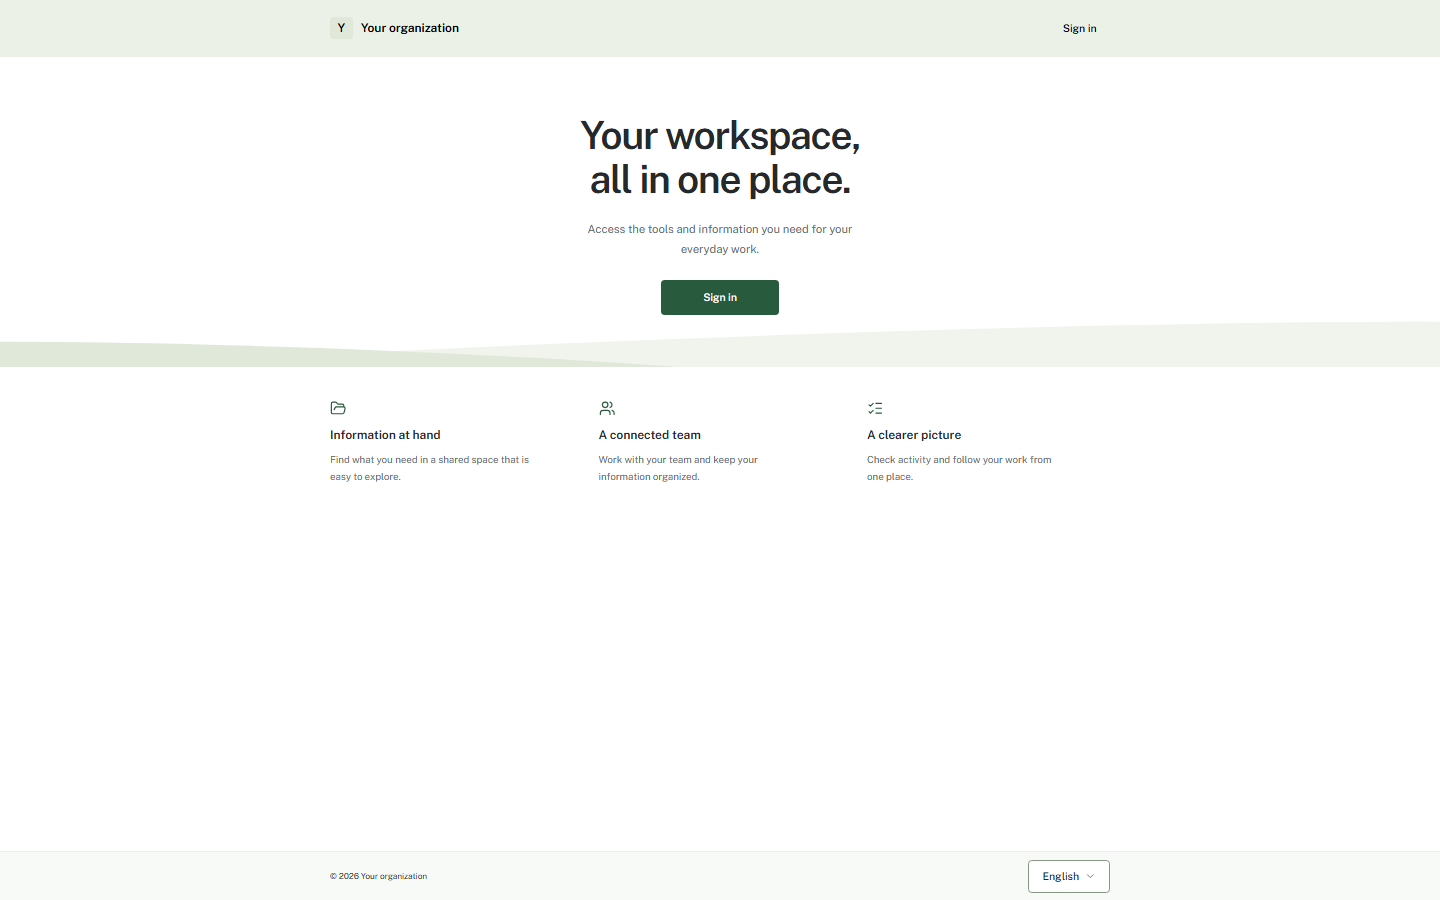 Y Your organization
Sign in
Your workspace,
all in one place.
Access the tools and information you need for your
everyday work.
Sign in
Information at hand
Find what you need in a shared space that is
easy to explore.
A connected team
Work with your team and keep your
information organized.
A clearer picture
Check activity and follow your work from
one place.
© 2026 Your organization
English